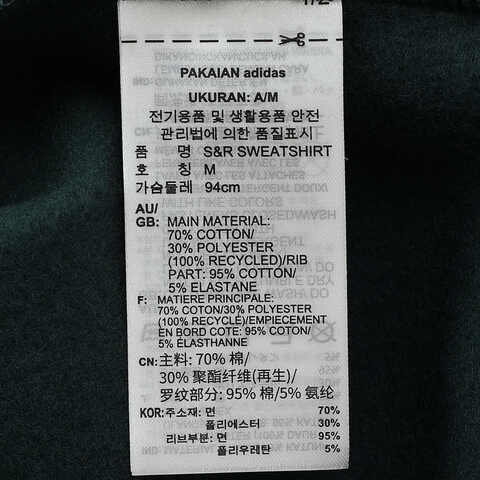 PAKAIAN adidas
UKURAN: A/M
전기용품 및 생활용품 안전
관리법에 의한 품질표시
품 명 S&R SWEATSHIRT
호 칭 M
가슴둘레 94cm
AU/
GB: MAIN MATERIAL:
70% COTTON/
30% POLYESTER
(100% RECYCLED)/RIB
PART: 95% COTTON/
5% ELASTANE
F: MATIERE PRINCIPALE:
70% COTON/30% POLYESTER
(100% RECYCLÉ)/EMPIECEMENT
EN BORD COTE: 95% COTON/
5% ÉLASTHANNE
CN: 主料: 70% 棉/
30% 聚酯纤维(再生)/
罗纹部分: 95% 棉/5% 氨纶
KOR: 주소재: 면 70%
폴리에스터 30%
리브부분: 면 95%
폴리우레탄 5%